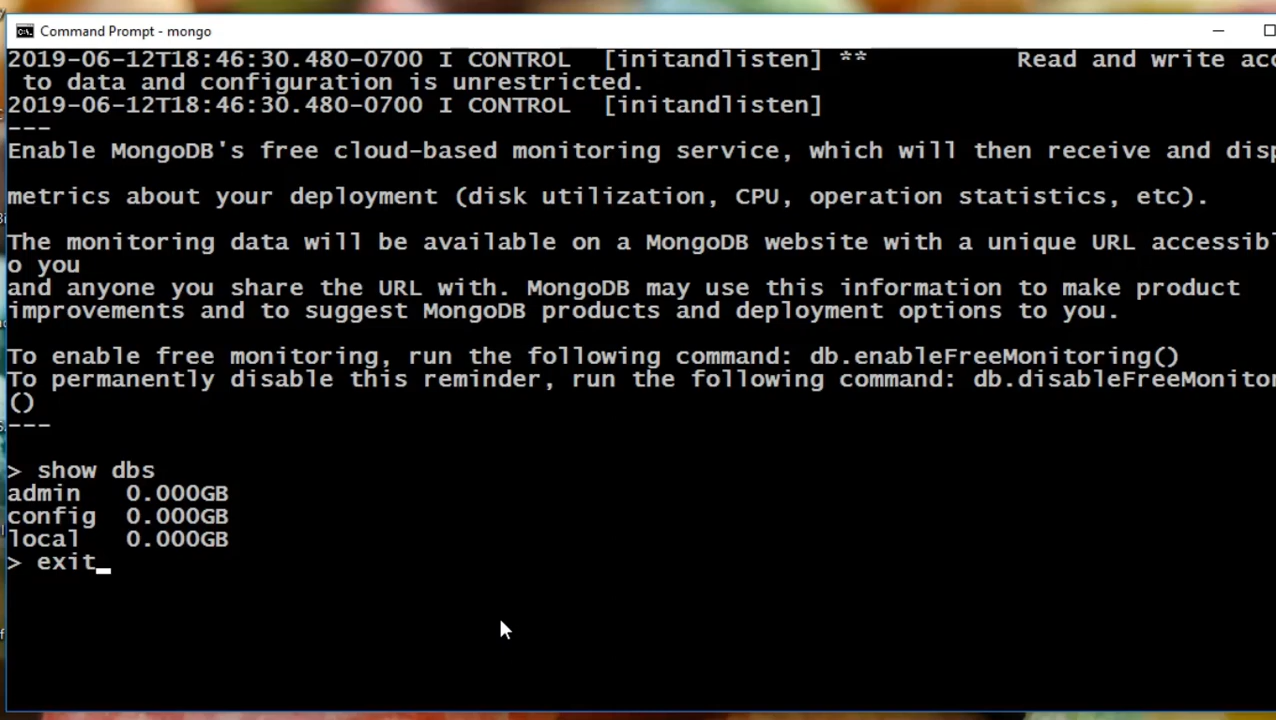 Command Prompt - mongo
2019-06-12T18:46:30.480-0700 I CONTROL  [initandlisten] **          Read and write
 to data and configuration is unrestricted.
2019-06-12T18:46:30.480-0700 I CONTROL  [initandlisten]
---
Enable MongoDB's free cloud-based monitoring service, which will then receive and
metrics about your deployment (disk utilization, CPU, operation statistics, etc).
The monitoring data will be available on a MongoDB website with a unique URL
o you
and anyone you share the URL with. MongoDB may use this information to make product
improvements and to suggest MongoDB products and deployment options to you.
To enable free monitoring, run the following command: db.enableFreeMonitoring()
To permanently disable this reminder, run the following command:
()
---
> show dbs
admin   0.000GB
config  0.000GB
local   0.000GB
> exit_